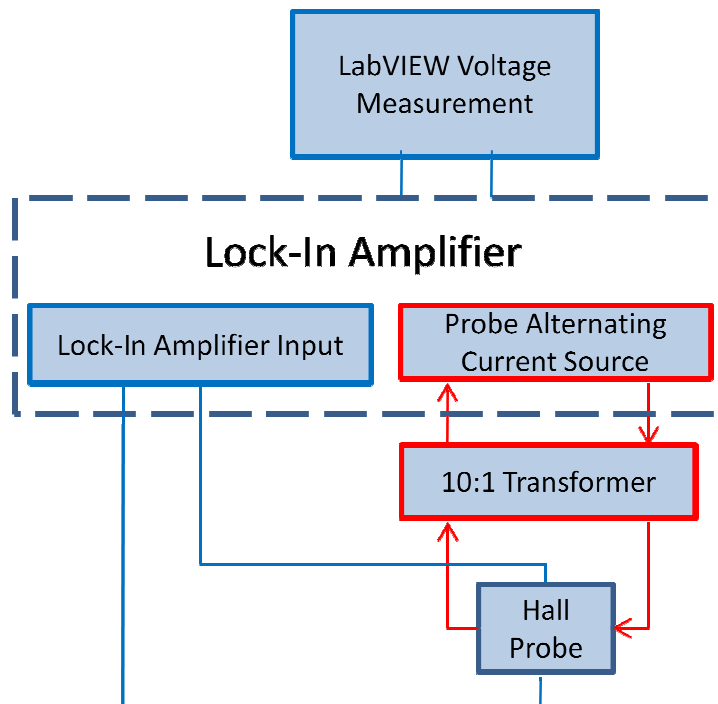 LabVIEW Voltage
Measurement
Lock-In Amplifier
Lock-In Amplifier Input
Probe Alternating
Current Source
10:1 Transformer
Hall
Probe